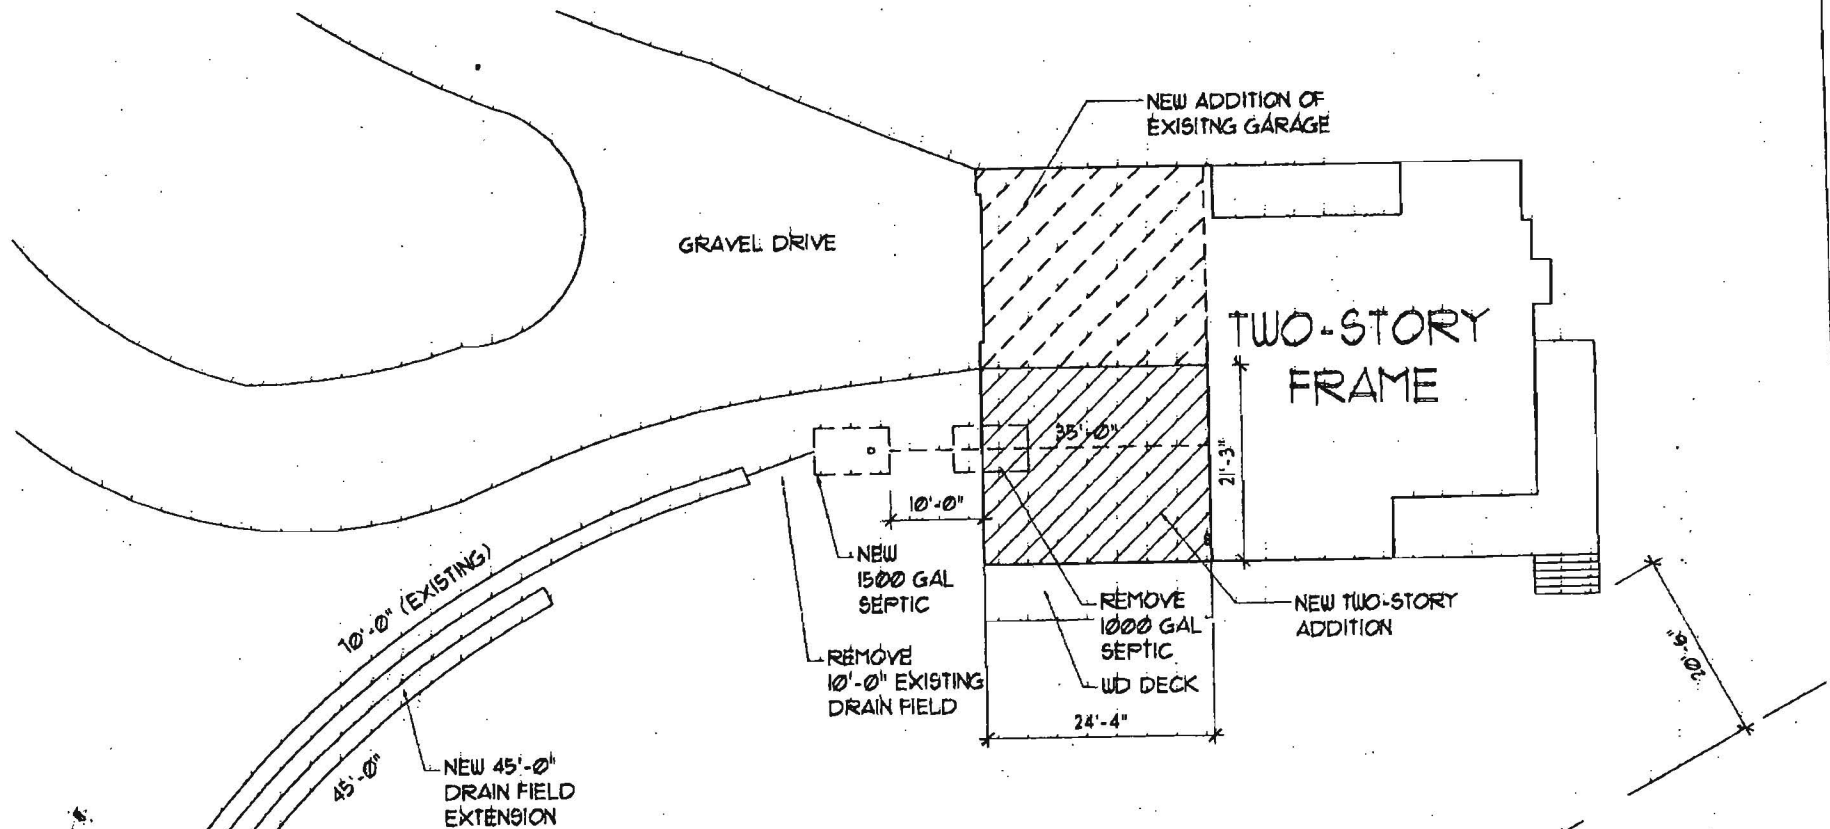 NEW ADDITION OF
EXISITNG GARAGE
GRAVEL DRIVE
TWO-STORY
FRAME
35'-0"
21'-3"
10'-0"
NEW
1500 GAL
SEPTIC
70'-0" (EXISTING)
REMOVE
1000 GAL
SEPTIC
NEW TWO-STORY
ADDITION
20'-6"
REMOVE
10'-0" EXISTING
DRAIN FIELD
WD DECK
24'-4"
45'-0"
NEW 45'-0"
DRAIN FIELD
EXTENSION